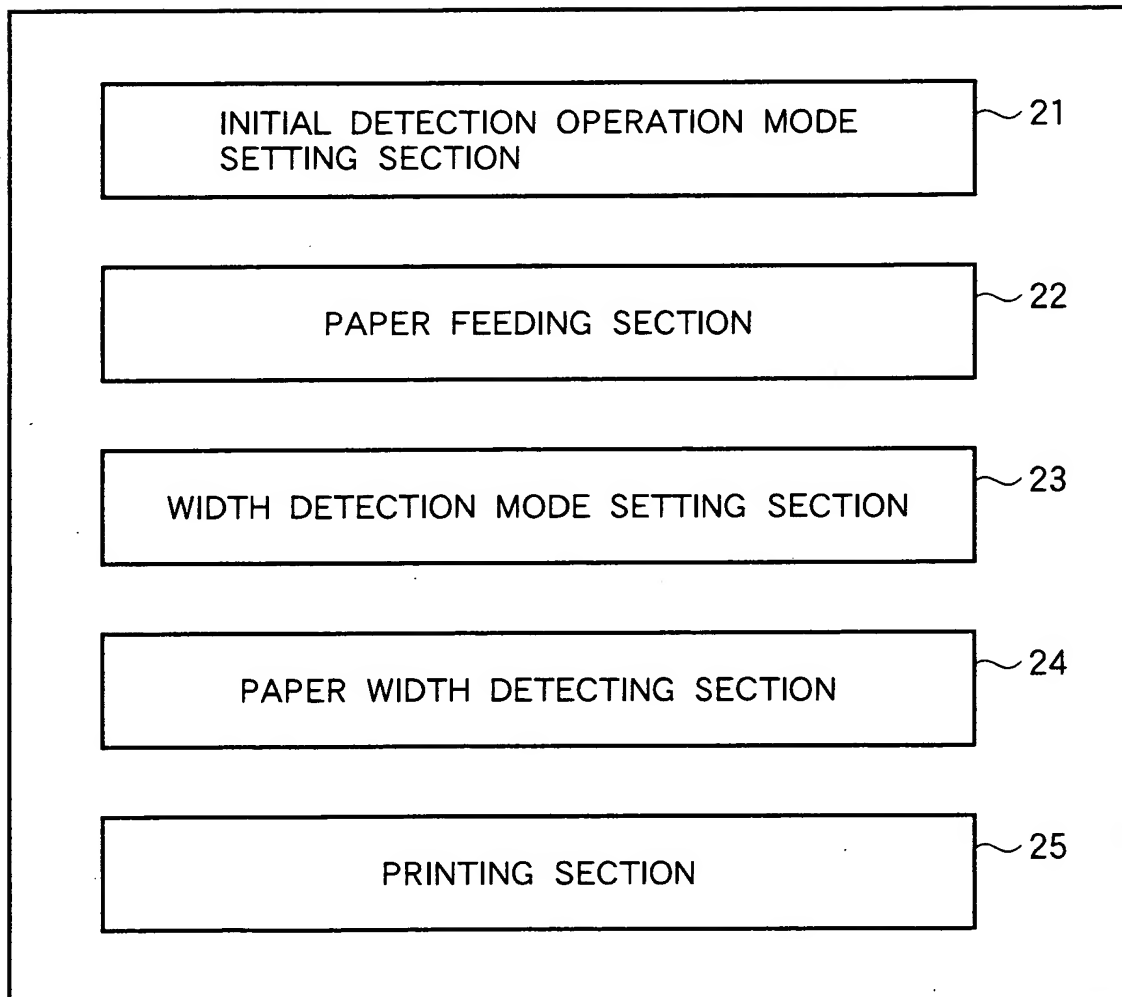 INITIAL DETECTION OPERATION MODE
SETTING SECTION
21
PAPER FEEDING SECTION
22
WIDTH DETECTION MODE SETTING SECTION
23
PAPER WIDTH DETECTING SECTION
24
PRINTING SECTION
25